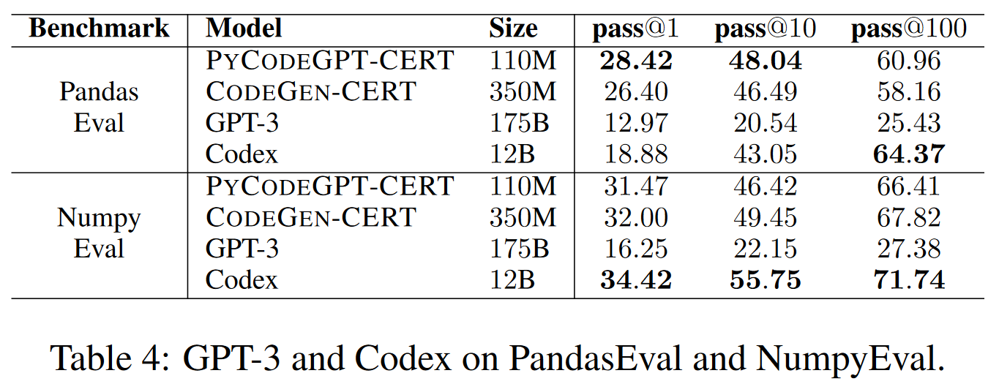 Benchmark Model Size pass@1 pass@10 pass@100
PYCODEGPT-CERT 110M 28.42 48.04 60.96
Pandas CODEGEN-CERT 350M 26.40 46.49 58.16
Eval GPT-3 175B 12.97 20.54 25.43
Codex 12B 18.88 43.05 64.37
PYCODEGPT-CERT 110M 31.47 46.42 66.41
Numpy CODEGEN-CERT 350M 32.00 49.45 67.82
Eval GPT-3 175B 16.25 22.15 27.38
Codex 12B 34.42 55.75 71.74
Table 4: GPT-3 and Codex on PandasEval and NumpyEval.